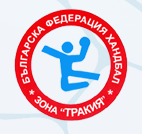 БЪЛГАРСКА ФЕДЕРАЦИЯ ХАНДБАЛ
ЗОНА "ТРАКИЯ"